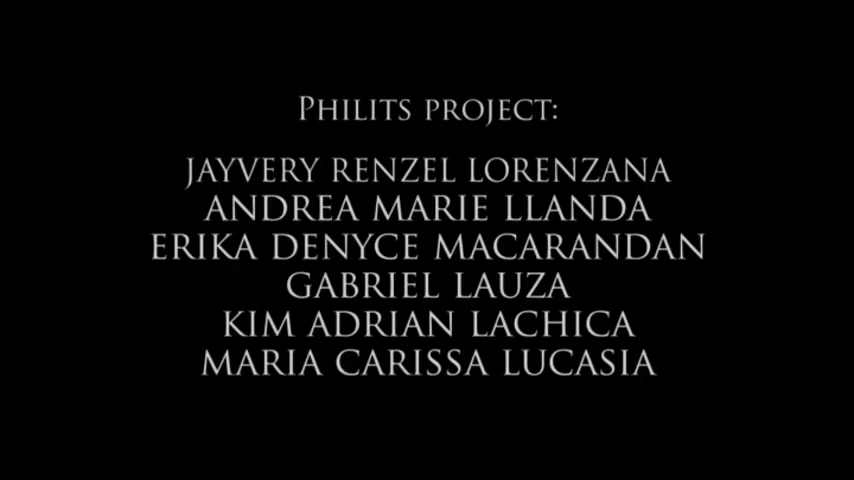 Philits project:
JAYVERY RENZEL LORENZANA
ANDREA MARIE LLANDA
ERIKA DENYCE MACARANDAN
GABRIEL LAUZA
KIM ADRIAN LACHICA
MARIA CARISSA LUCASIA